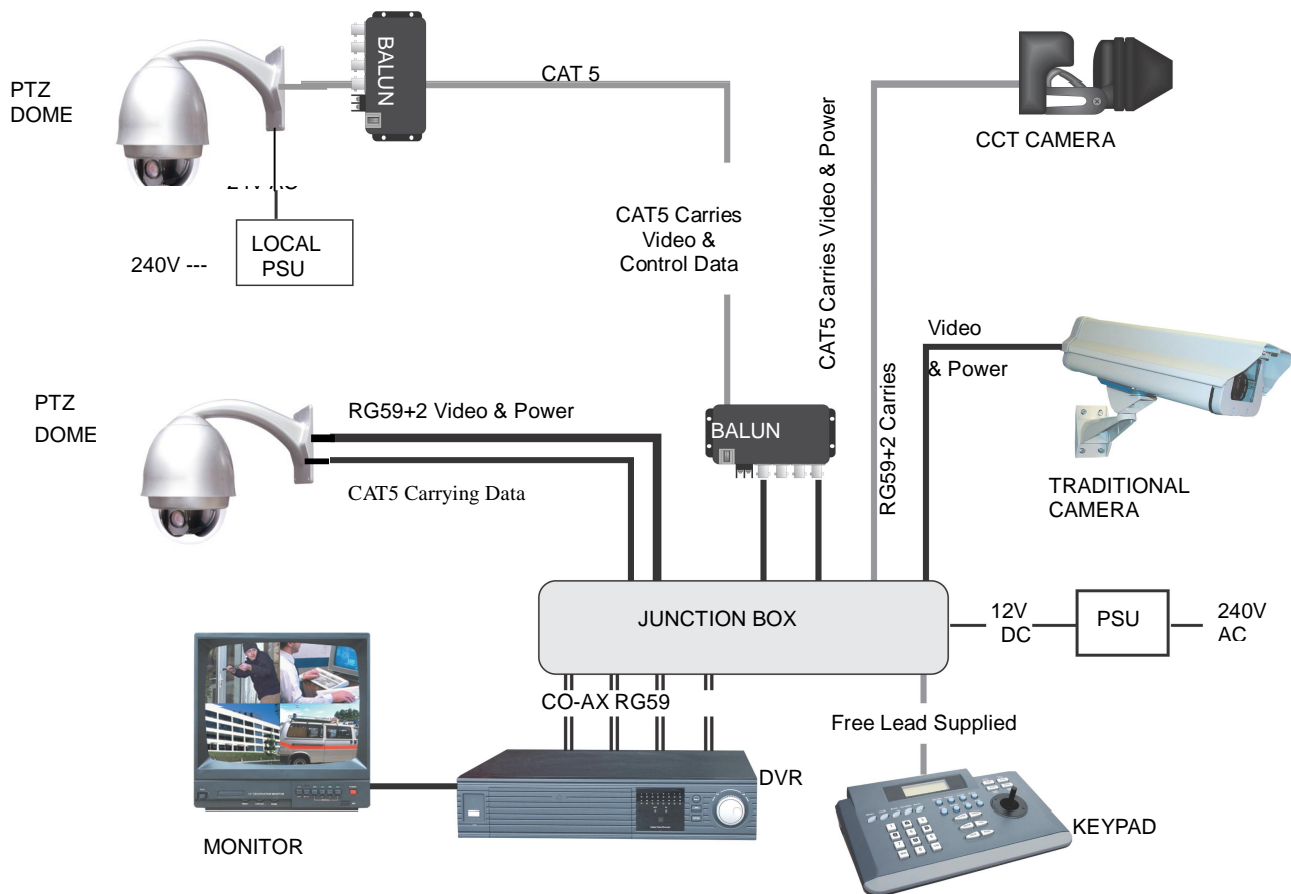 BALUN
CAT 5
PTZ
DOME
CCT CAMERA
LOCAL
PSU
240V ---
CAT5 Carries
Video &
Control Data
CAT5 Carries Video & Power
Video
& Power
RG59+2 Carries
PTZ
DOME
RG59+2 Video & Power
CAT5 Carrying Data
BALUN
TRADITIONAL
CAMERA
JUNCTION BOX
12V
DC
PSU
240V
AC
CO-AX RG59
Free Lead Supplied
DVR
KEYPAD
MONITOR